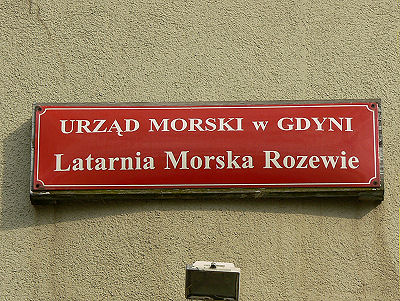 URZĄD MORSKI w GDYNI
Latarnia Morska Rozewie